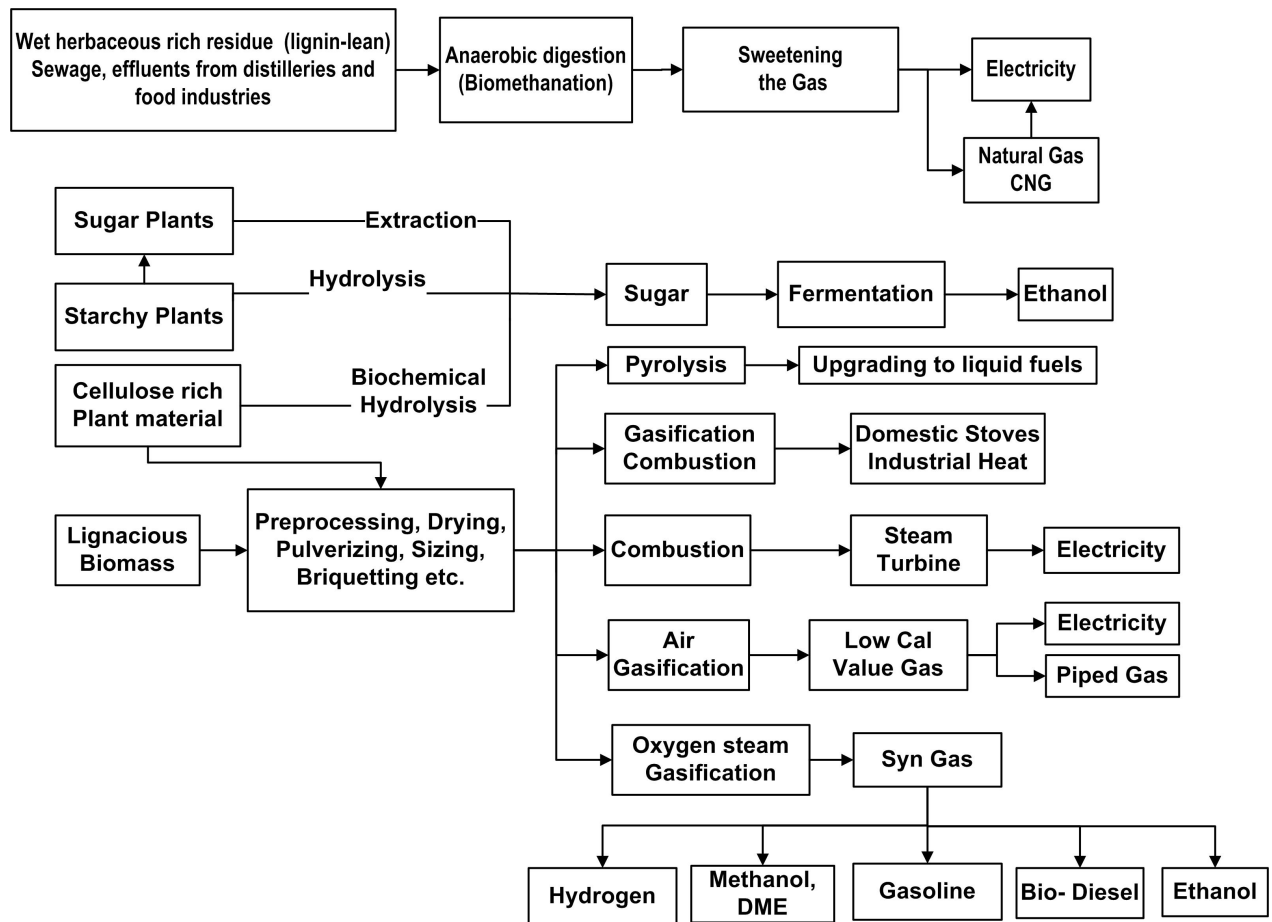 Wet herbaceous rich residue (lignin-lean)
Sewage, effluents from distilleries and
food industries
Anaerobic digestion
(Biomethanation)
Sweetening
the Gas
Electricity
Natural Gas
CNG
Sugar Plants
Extraction
Starchy Plants
Hydrolysis
Sugar
Fermentation
Ethanol
Cellulose rich
Plant material
Biochemical
Hydrolysis
Pyrolysis
Upgrading to liquid fuels
Gasification
Combustion
Domestic Stoves
Industrial Heat
Lignacious
Biomass
Preprocessing, Drying,
Pulverizing, Sizing,
Briquetting etc.
Combustion
Steam
Turbine
Electricity
Air
Gasification
Low Cal
Value Gas
Electricity
Piped Gas
Oxygen steam
Gasification
Syn Gas
Hydrogen
Methanol,
DME
Gasoline
Bio- Diesel
Ethanol